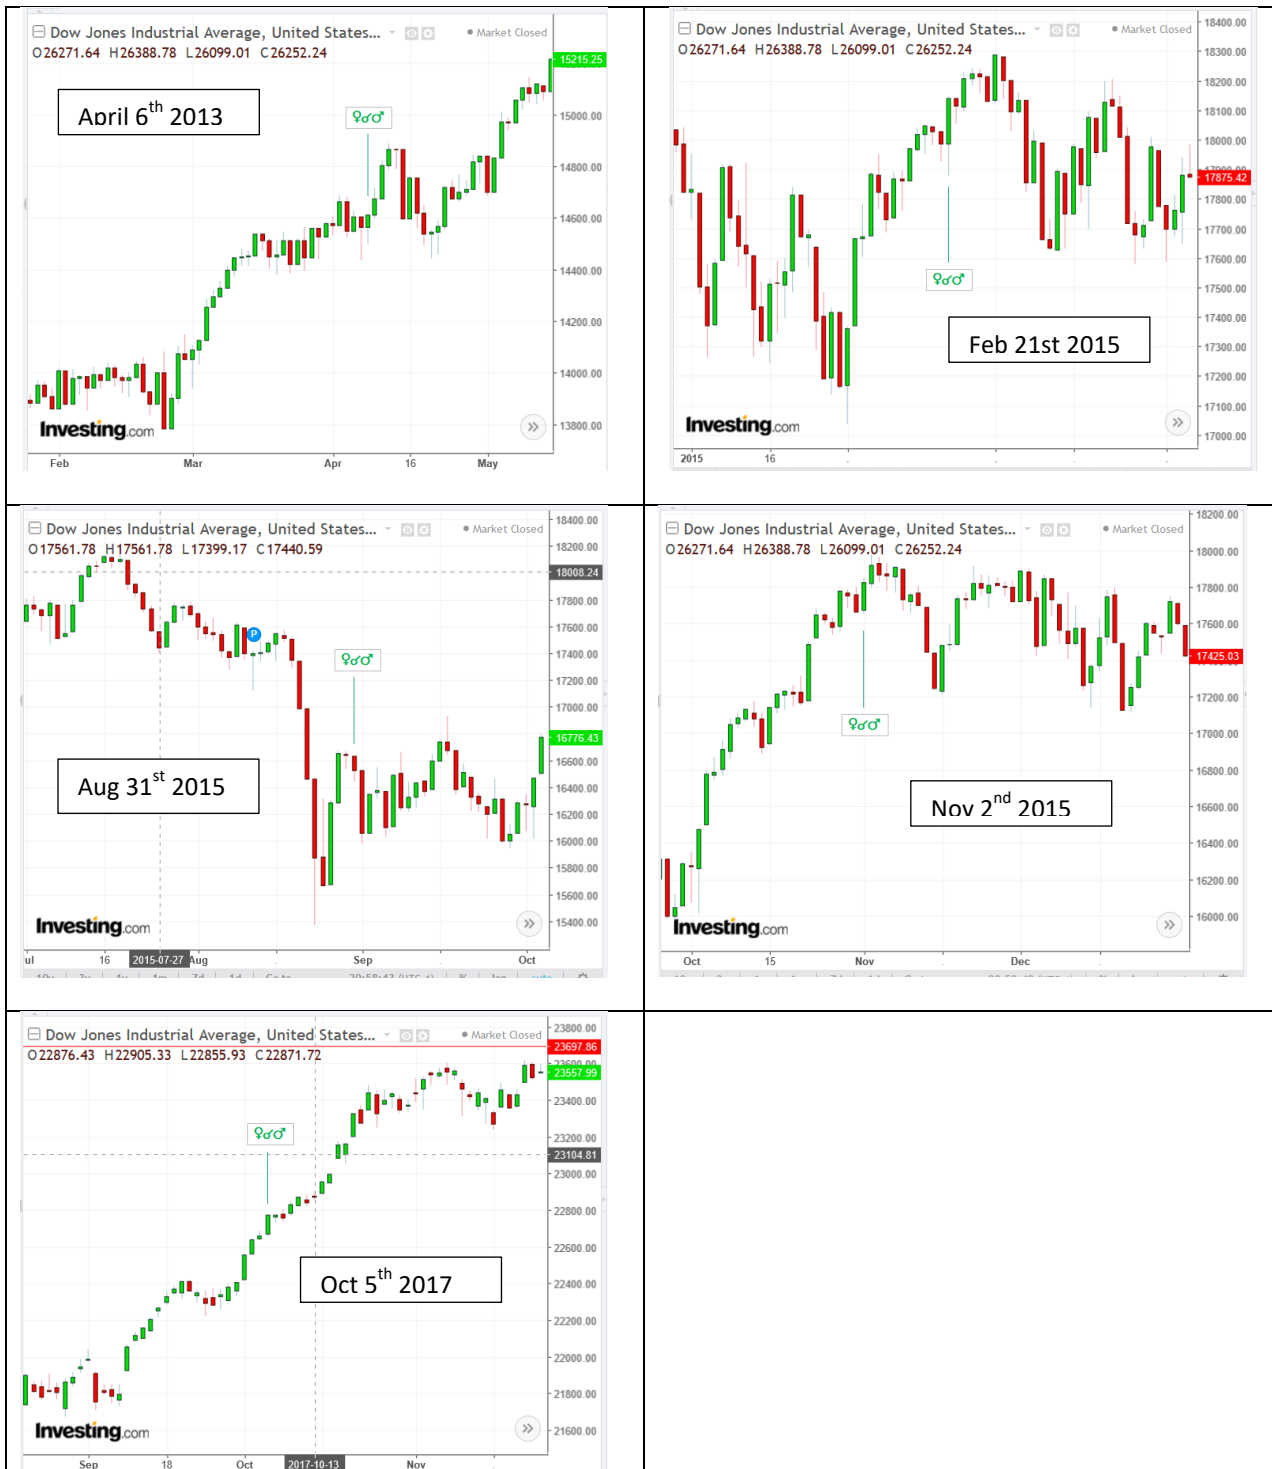 Dow Jones Industrial Average, United States... Market Closed
O26271.64 H26388.78 L26099.01 C26252.24
April 6th 2013
♀☌♂
15215.25
15000.00
14800.00
14600.00
14400.00
14200.00
14000.00
13800.00
Investing.com
Feb Mar Apr 16 May
Dow Jones Industrial Average, United States... Market Closed
O26271.64 H26388.78 L26099.01 C26252.24
18400.00
18300.00
18200.00
18100.00
18000.00
17875.42
17800.00
17700.00
17600.00
17500.00
17400.00
17300.00
17200.00
17100.00
17000.00
♀☌♂
Feb 21st 2015
Investing.com
2015 16
Dow Jones Industrial Average, United States... Market Closed
O17561.78 H17561.78 L17399.17 C17440.59
18400.00
18200.00
18008.24
17800.00
17600.00
17400.00
17200.00
17000.00
16776.43
16600.00
16400.00
16200.00
16000.00
15800.00
15600.00
15400.00
P
♀☌♂
Aug 31st 2015
Investing.com
ul 16 2015-07-27 Aug Sep Oct
Dow Jones Industrial Average, United States... Market Closed
O26271.64 H26388.78 L26099.01 C26252.24
18200.00
18000.00
17800.00
17600.00
17425.03
17200.00
17000.00
16800.00
16600.00
16400.00
16200.00
16000.00
♀☌♂
Nov 2nd 2015
Investing.com
Oct 15 Nov Dec
Dow Jones Industrial Average, United States... Market Closed
O22876.43 H22905.33 L22855.93 C22871.72
23800.00
23697.86
23600.00
23557.99
23400.00
23200.00
23104.81
23000.00
22800.00
22600.00
22400.00
22200.00
22000.00
21800.00
21600.00
♀☌♂
Oct 5th 2017
Investing.com
Sep 18 Oct 2017-10-13 Nov